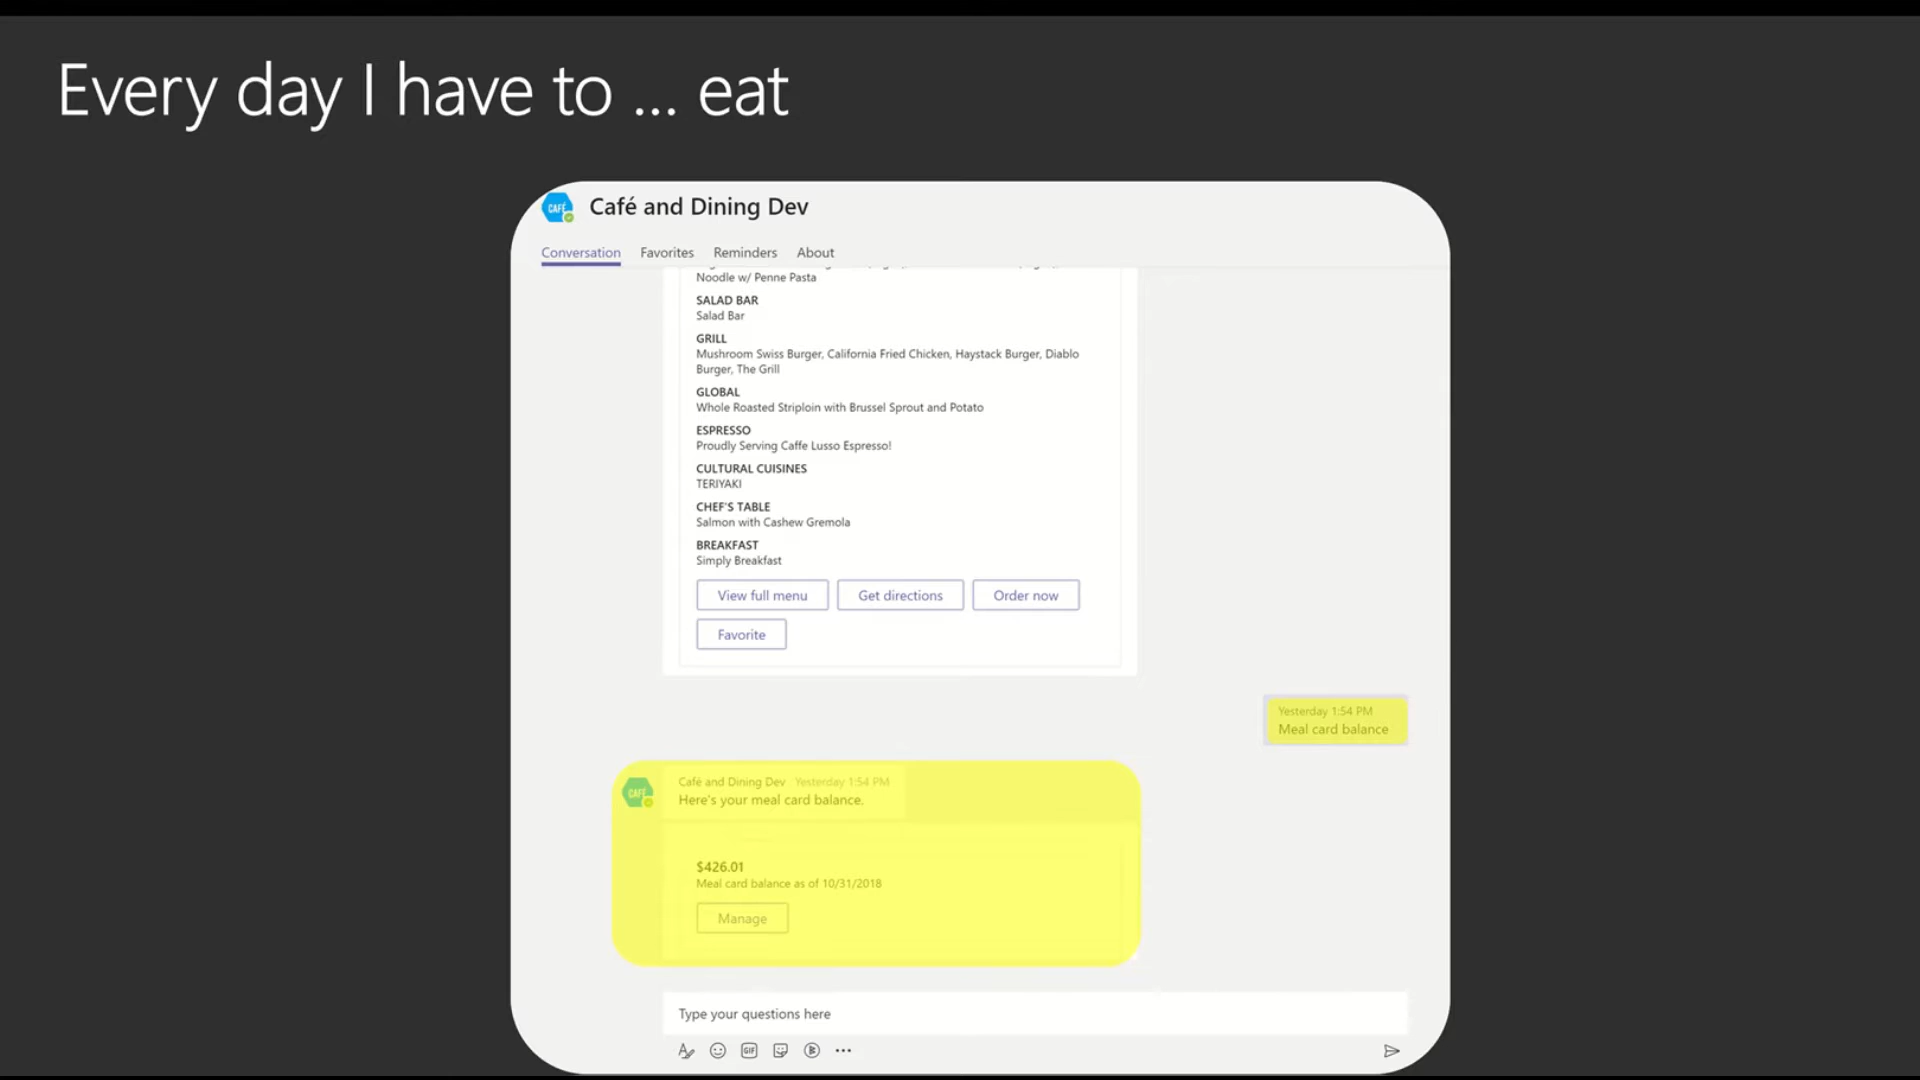 Every day I have to ... eat
CAFÉ
Café and Dining Dev
Conversation Favorites Reminders About
Noodle w/ Penne Pasta
SALAD BAR
Salad Bar
GRILL
Mushroom Swiss Burger, California Fried Chicken, Haystack Burger, Diablo
Burger, The Grill
GLOBAL
Whole Roasted Striploin with Brussel Sprout and Potato
ESPRESSO
Proudly Serving Caffe Lusso Espresso!
CULTURAL CUISINES
TERIYAKI
CHEF'S TABLE
Salmon with Cashew Gremola
BREAKFAST
Simply Breakfast
View full menu Get directions Order now
Favorite
Yesterday 1:54 PM
Meal card balance
CAFÉ
Café and Dining Dev Yesterday 1:54 PM
Here's your meal card balance.
$426.01
Meal card balance as of 10/31/2018
Manage
Type your questions here
GIF